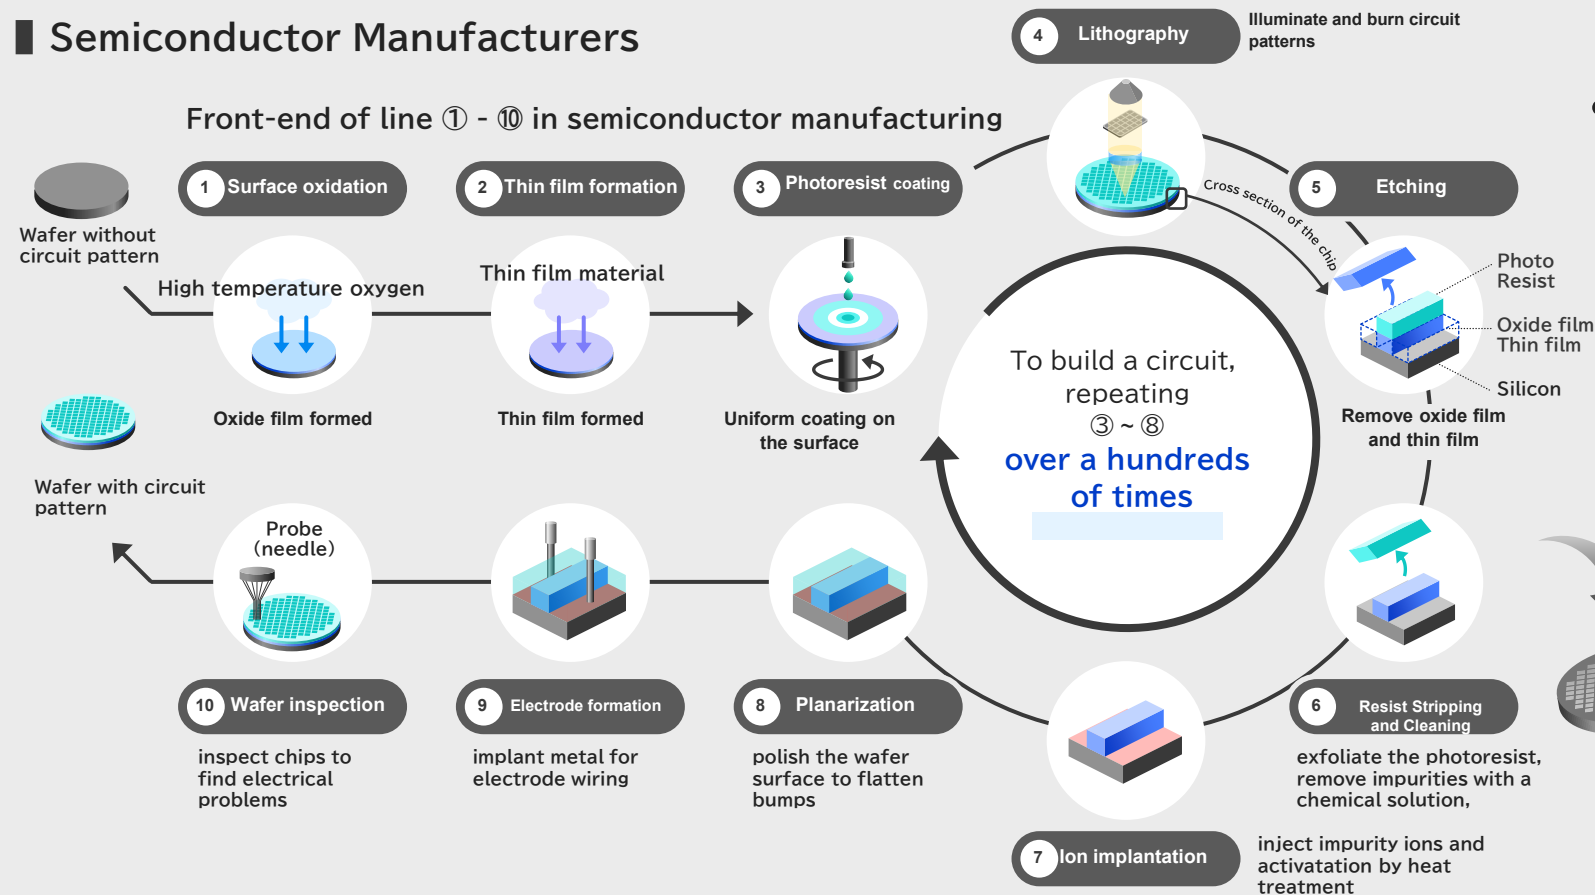 Semiconductor Manufacturers
Front-end of line ① - ⑩ in semiconductor manufacturing
Wafer without
circuit pattern
1 Surface oxidation
High temperature oxygen
Oxide film formed
2 Thin film formation
Thin film material
Thin film formed
3 Photoresist coating
Uniform coating on
the surface
4 Lithography
Illuminate and burn circuit
patterns
Cross section of the chip
5 Etching
Photo
Resist
Oxide film
Thin film
Silicon
Remove oxide film
and thin film
To build a circuit,
repeating
③ ~ ⑧
over a hundreds
of times
6 Resist Stripping
and Cleaning
exfoliate the photoresist,
remove impurities with a
chemical solution,
7 Ion implantation
inject impurity ions and
activatation by heat
treatment
8 Planarization
polish the wafer
surface to flatten
bumps
9 Electrode formation
implant metal for
electrode wiring
Probe
(needle)
10 Wafer inspection
inspect chips to
find electrical
problems
Wafer with circuit
pattern